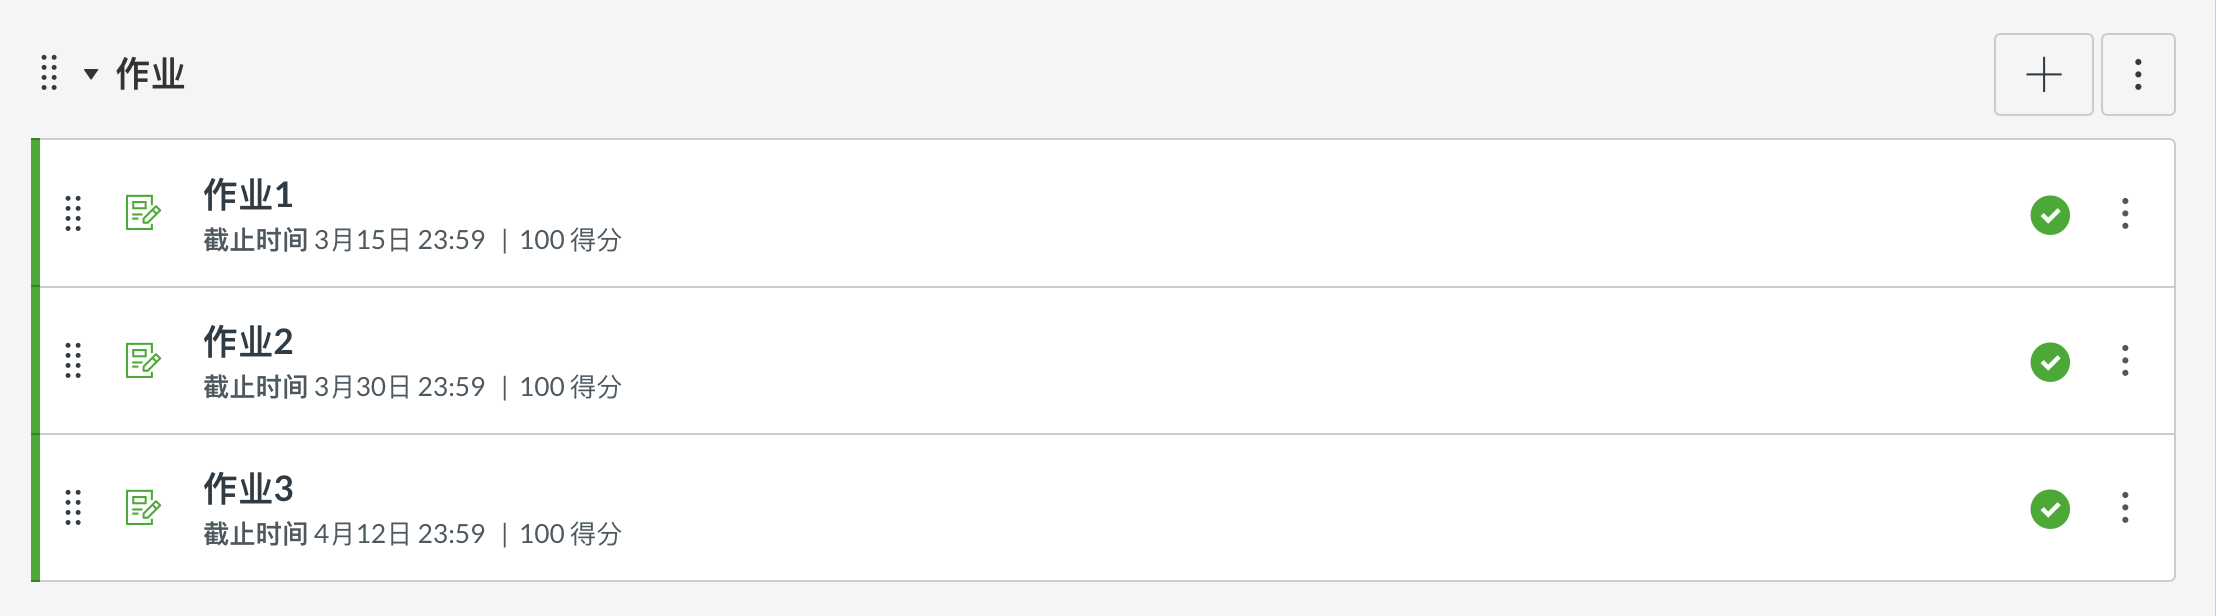 作业
作业1
截止时间 3月15日 23:59 | 100 得分
作业2
截止时间 3月30日 23:59 | 100 得分
作业3
截止时间 4月12日 23:59 | 100 得分